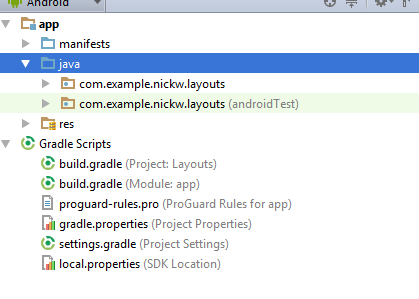 Android
app
manifests
java
com.example.nickw.layouts
com.example.nickw.layouts (androidTest)
res
Gradle Scripts
build.gradle (Project: Layouts)
build.gradle (Module: app)
proguard-rules.pro (ProGuard Rules for app)
gradle.properties (Project Properties)
settings.gradle (Project Settings)
local.properties (SDK Location)